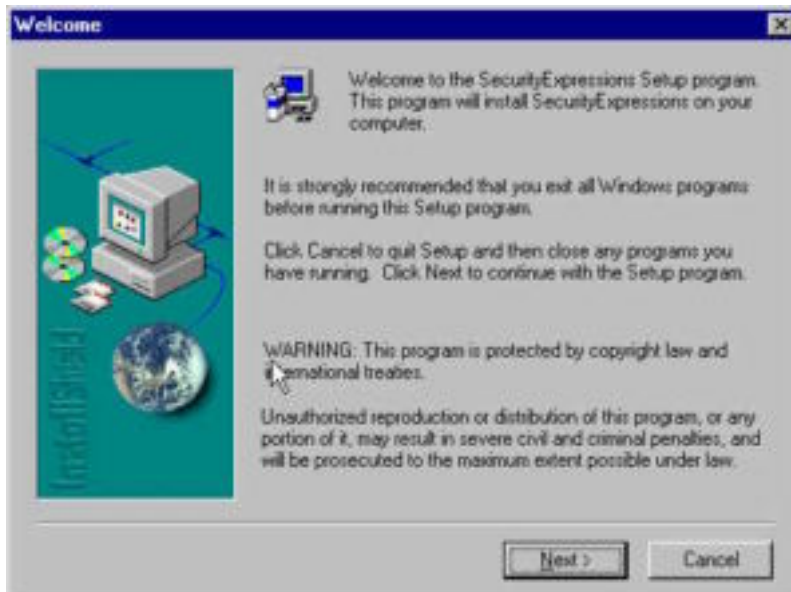 Welcome
Welcome to the SecurityExpressions Setup program.
This program will install SecurityExpressions on your
computer.
It is strongly recommended that you exit all Windows programs
before running this Setup program.
Click Cancel to quit Setup and then close any programs you
have running. Click Next to continue with the Setup program.
WARNING: This program is protected by copyright law and
international treaties.
Unauthorized reproduction or distribution of this program, or any
portion of it, may result in severe civil and criminal penalties, and
will be prosecuted to the maximum extent possible under law.
InstallShield
Next >
Cancel